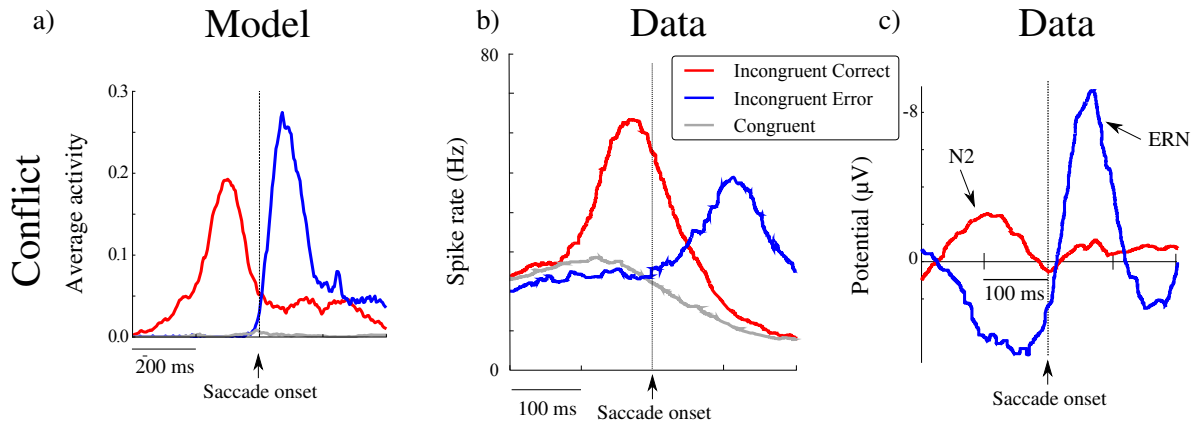 a)
Model
Conflict
Average activity
0.3
0.2
0.1
0.0
200 ms
Saccade onset
b)
Data
Spike rate (Hz)
80
0
100 ms
Saccade onset
Incongruent Correct
Incongruent Error
Congruent
c)
Data
Potential (µV)
-8
0
N2
ERN
100 ms
Saccade onset